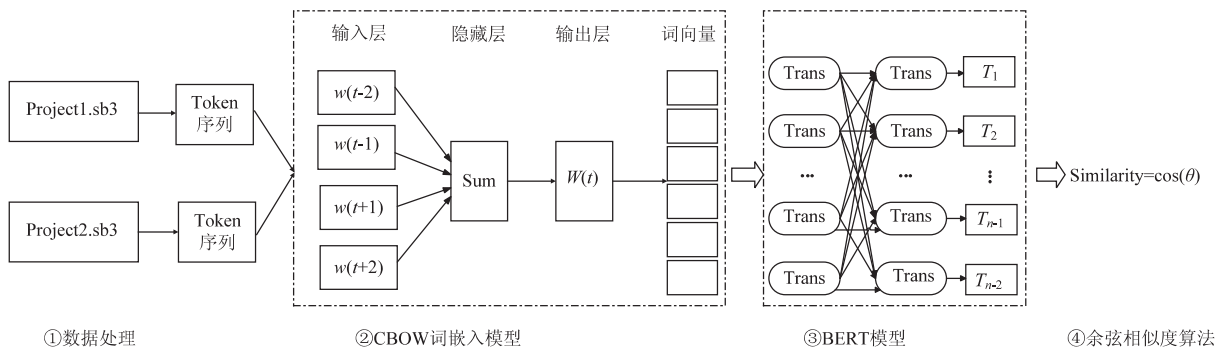 输入层 隐藏层 输出层 词向量
Project1.sb3
Token
序列
Project2.sb3
Token
序列
w(t-2)
w(t-1)
w(t+1)
w(t+2)
Sum
W(t)
Trans Trans T1
Trans Trans T2
... ... ⋮
Trans Trans Tn-1
Trans Trans Tn-2
Similarity=cos(θ)
①数据处理 ②CBOW词嵌入模型 ③BERT模型 ④余弦相似度算法